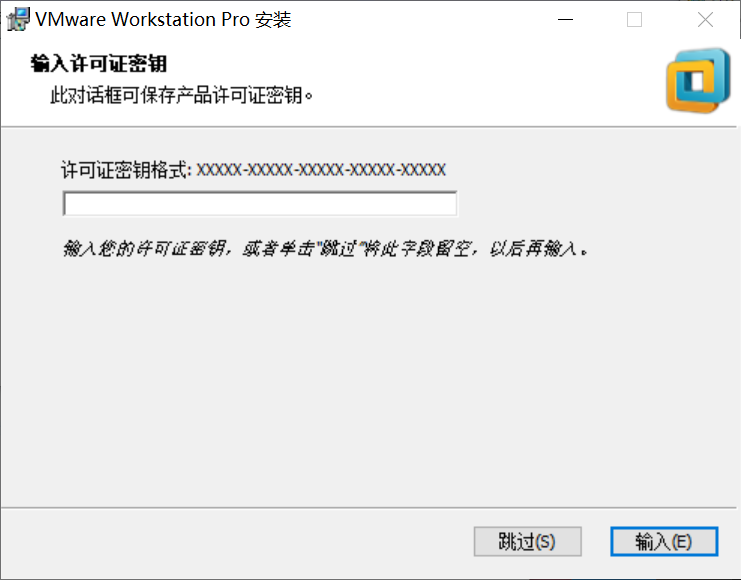 VMware Workstation Pro 安装
输入许可证密钥
此对话框可保存产品许可证密钥。
许可证密钥格式: XXXXX-XXXXX-XXXXX-XXXXX-XXXXX
输入您的许可证密钥，或者单击"跳过"将此字段留空，以后再输入。
跳过(S) 输入(E)